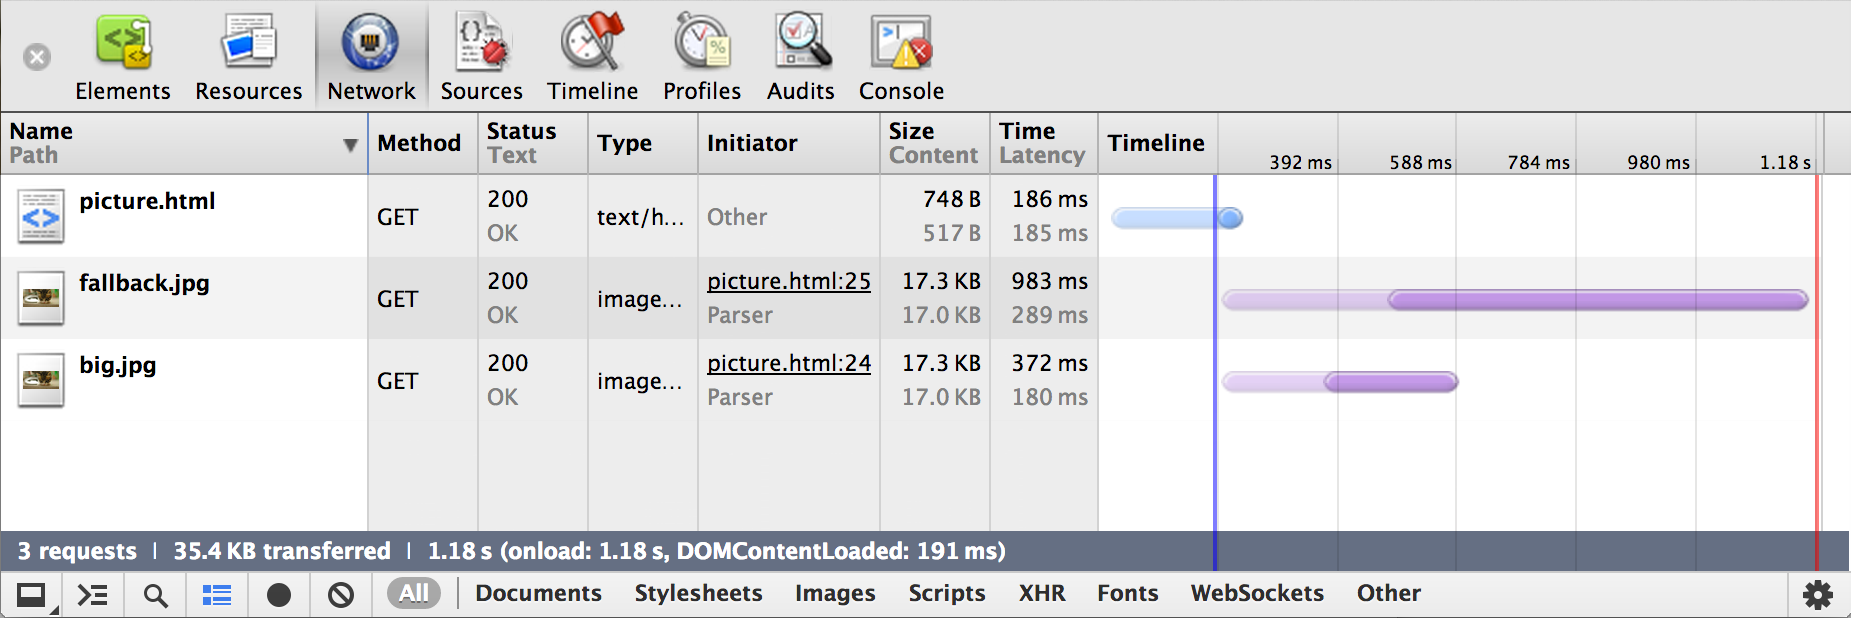 Elements Resources Network Sources Timeline Profiles Audits Console
Name Method Status Type Initiator Size Time Timeline
Path Text Content Latency 392 ms 588 ms 784 ms 980 ms 1.18 s
picture.html GET 200 text/h... Other 748 B 186 ms
OK 517 B 185 ms
fallback.jpg GET 200 image... picture.html:25 17.3 KB 983 ms
OK Parser 17.0 KB 289 ms
big.jpg GET 200 image... picture.html:24 17.3 KB 372 ms
OK Parser 17.0 KB 180 ms
3 requests | 35.4 KB transferred | 1.18 s (onload: 1.18 s, DOMContentLoaded: 191 ms)
All | Documents Stylesheets Images Scripts XHR Fonts WebSockets Other